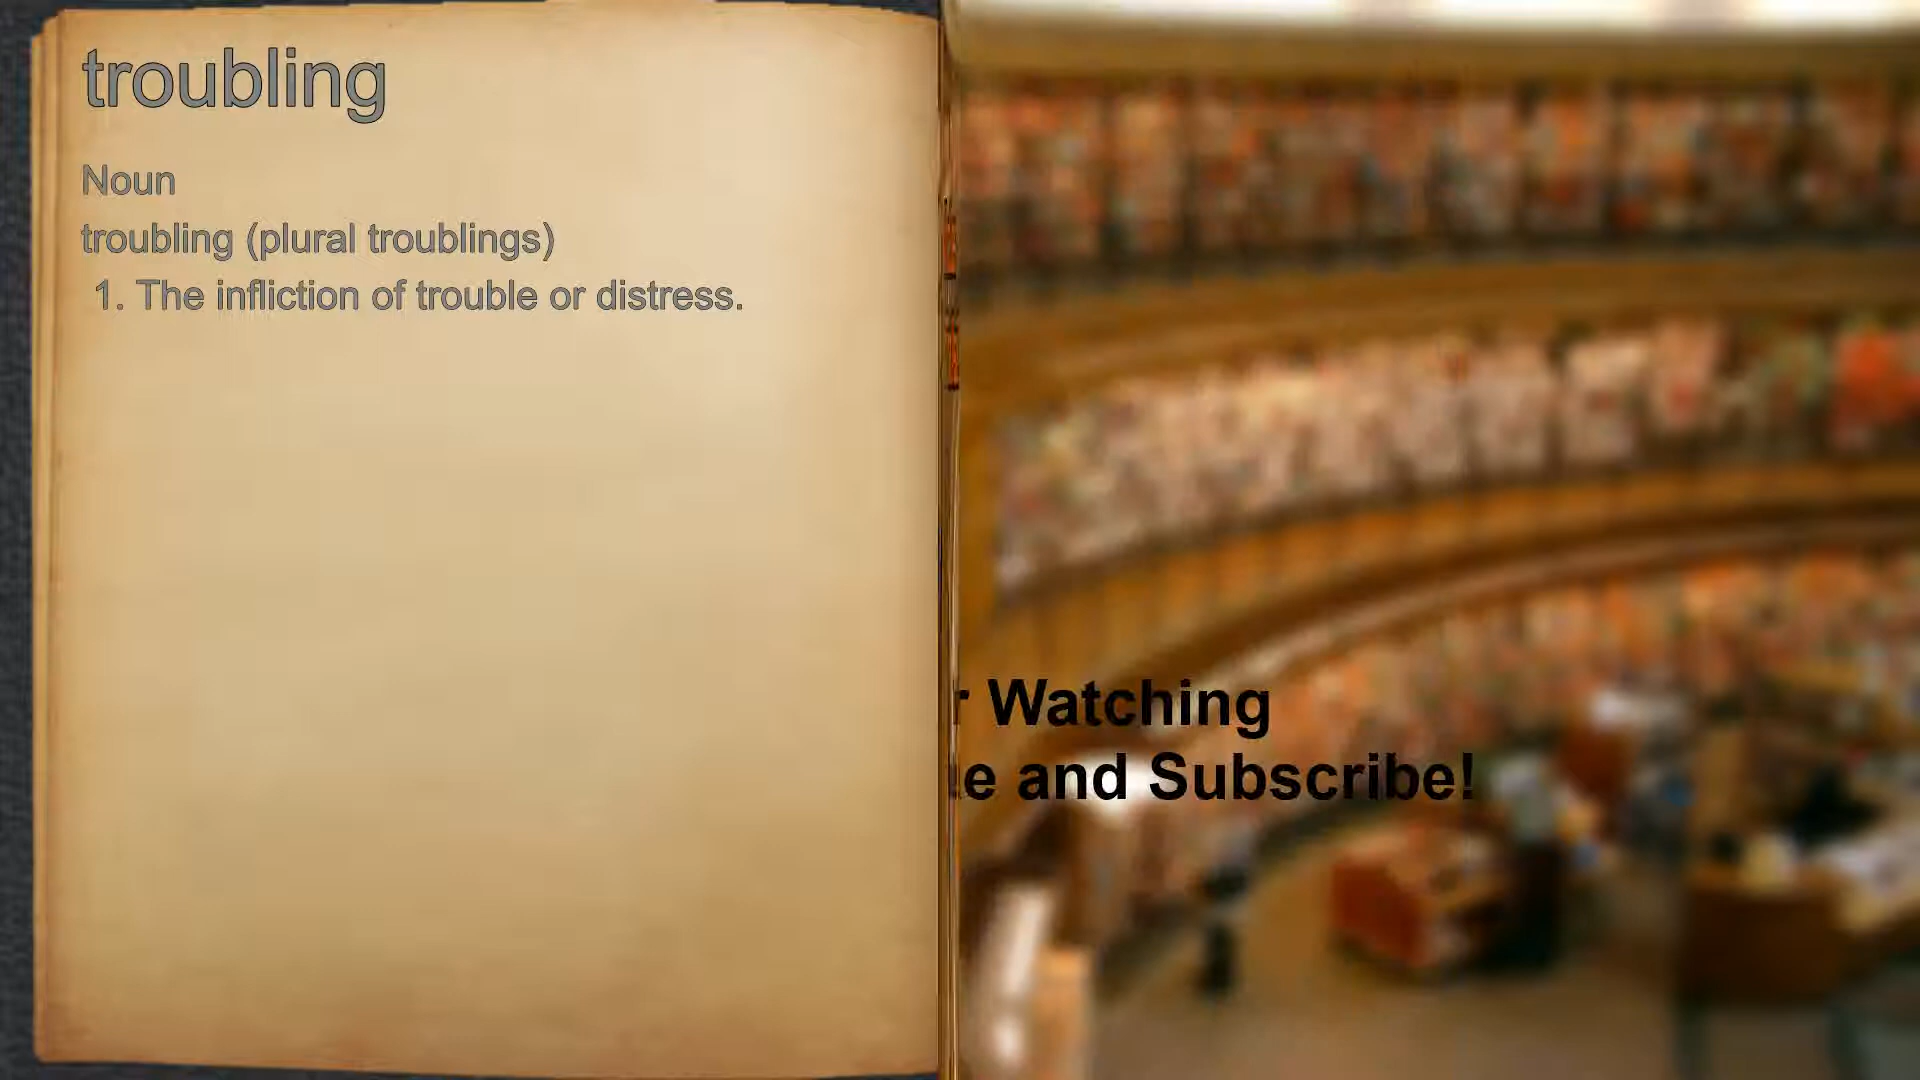 troubling
Noun
troubling (plural troublings)
1. The infliction of trouble or distress.
Watching
and Subscribe!